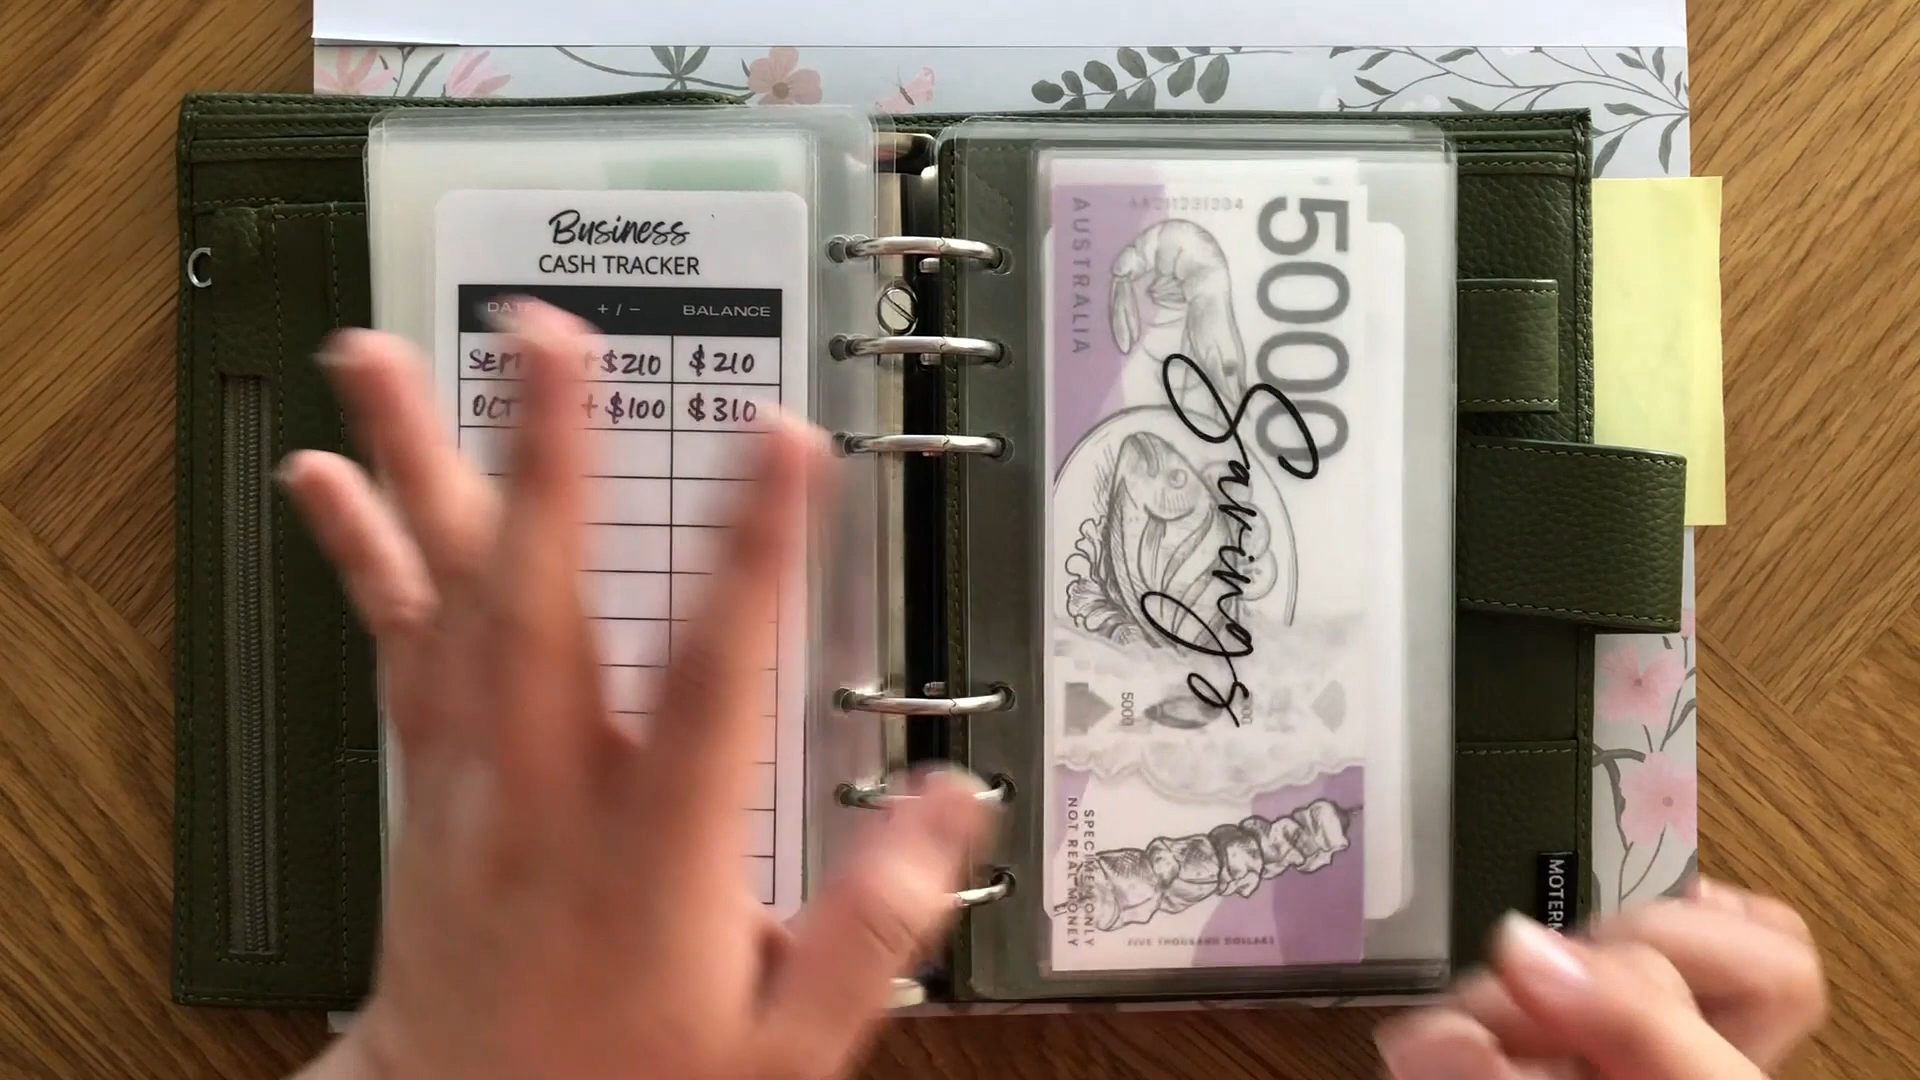 Business
CASH TRACKER
DATE + / - BALANCE
SEPT +$210 $210
OCT + $100 $310
AUSTRALIA
5000
Savings
5000
SPECIMEN ONLY
NOT REAL MONEY
FIVE THOUSAND DOLLARS